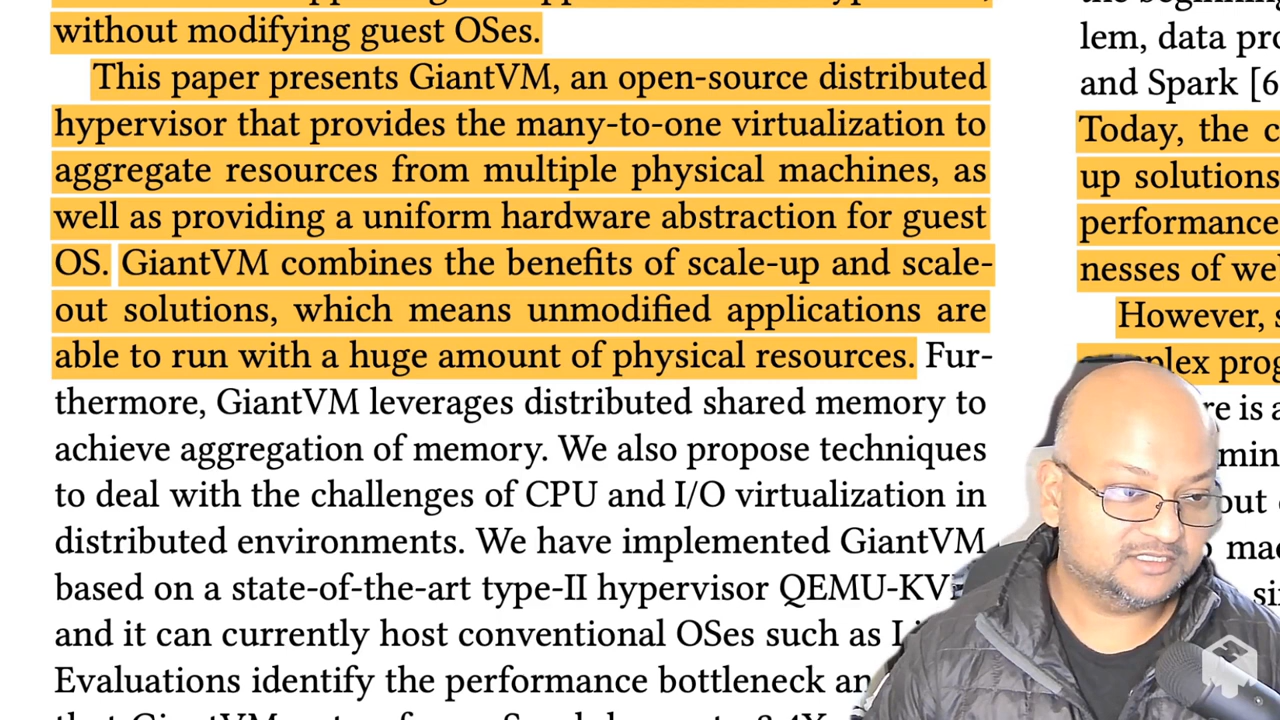 without modifying guest OSes.
This paper presents GiantVM, an open-source distributed
hypervisor that provides the many-to-one virtualization to
aggregate resources from multiple physical machines, as
well as providing a uniform hardware abstraction for guest
OS. GiantVM combines the benefits of scale-up and scale-
out solutions, which means unmodified applications are
able to run with a huge amount of physical resources. Fur-
thermore, GiantVM leverages distributed shared memory to
achieve aggregation of memory. We also propose techniques
to deal with the challenges of CPU and I/O virtualization in
distributed environments. We have implemented GiantVM
based on a state-of-the-art type-II hypervisor
and it can currently host conventional OSes such as
Evaluations identify the performance bottleneck
lem, data
and Spark [6
Today, the
up solutions
performance
nesses of
However,